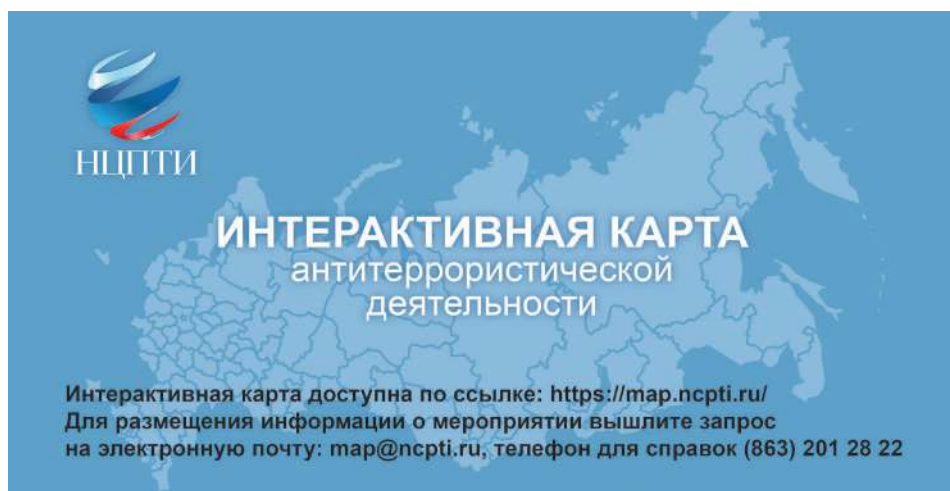 НЦПТИ
ИНТЕРАКТИВНАЯ КАРТА
антитеррористической
деятельности
Интерактивная карта доступна по ссылке: https://map.ncpti.ru/
Для размещения информации о мероприятии вышлите запрос
на электронную почту: map@ncpti.ru, телефон для справок (863) 201 28 22